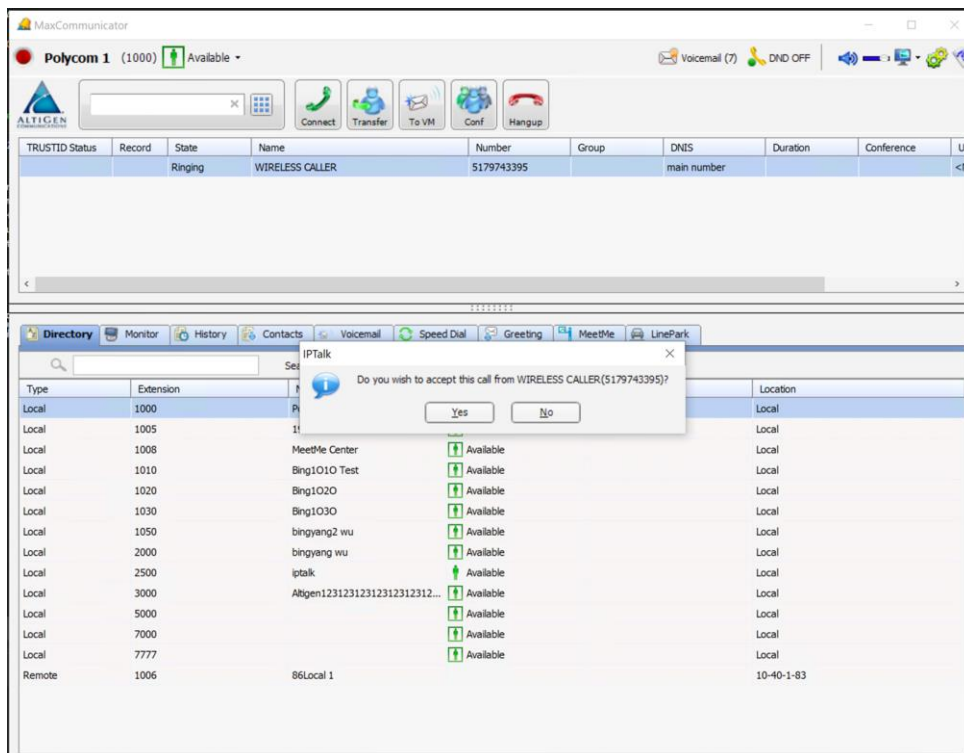 MaxCommunicator
Polycom 1 (1000) Available Voicemail (7) DND OFF
ALTIGEN
COMMUNICATIONS
Connect Transfer To VM Conf Hangup
TRUSTID Status Record State Name Number Group DNIS Duration Conference U
Ringing WIRELESS CALLER 5179743395 main number
Directory Monitor History Contacts Voicemail Speed Dial Greeting MeetMe LinePark
Sea
IPTalk
Do you wish to accept this call from WIRELESS CALLER(5179743395)?
Yes No
Type Extension Location
Local 1000 Local
Local 1005 Local
Local 1008 MeetMe Center Available Local
Local 1010 Bing1O1O Test Available Local
Local 1020 Bing1O2O Available Local
Local 1030 Bing1O3O Available Local
Local 1050 bingyang2 wu Available Local
Local 2000 bingyang wu Available Local
Local 2500 iptalk Available Local
Local 3000 Altigen12312312312312312312... Available Local
Local 5000 Available Local
Local 7000 Available Local
Local 7777 Available Local
Remote 1006 86Local 1 10-40-1-83